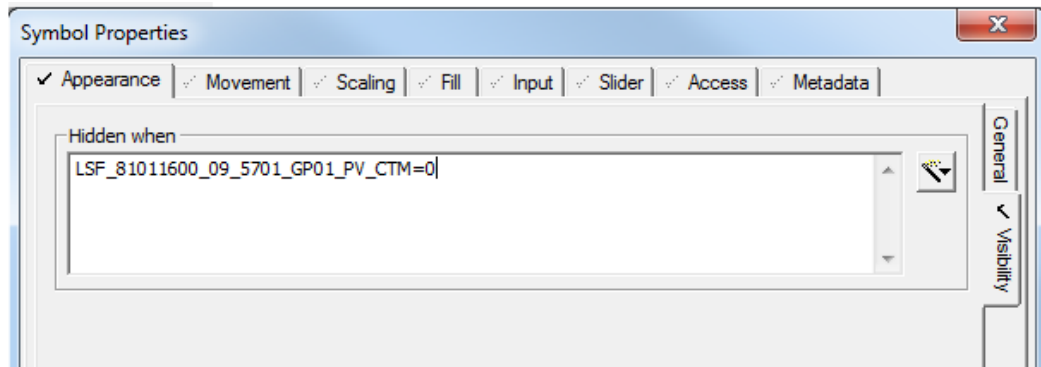 Symbol Properties
Appearance Movement Scaling Fill Input Slider Access Metadata
Hidden when
LSF_81011600_09_5701_GP01_PV_CTM=0
General
Visibility